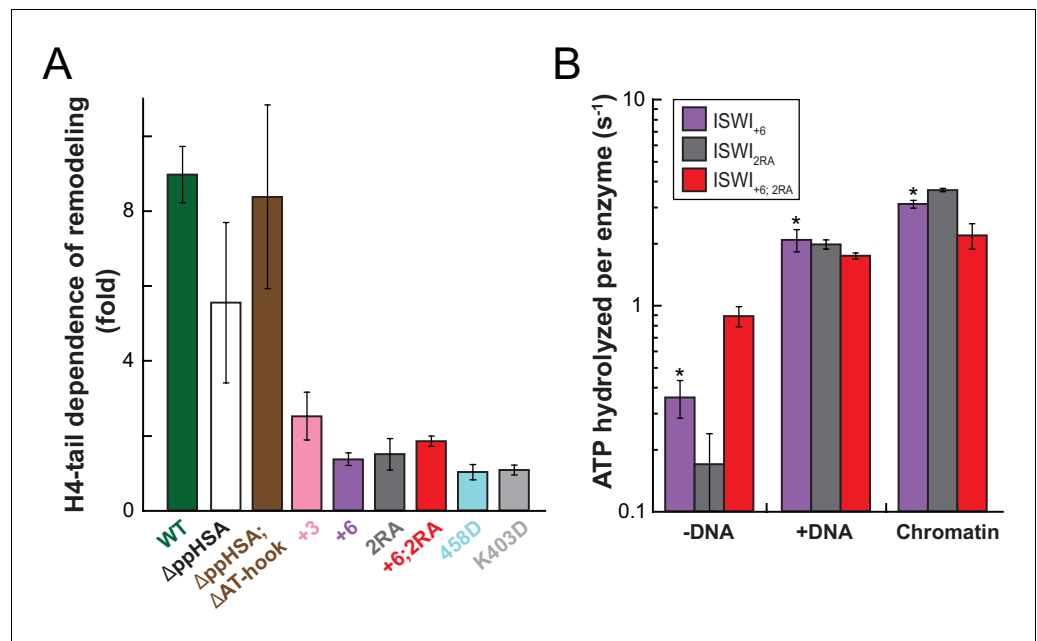 A
H4-tail dependence of remodeling
(fold)
8
4
0
WT
ΔppHSA
ΔppHSA;
ΔAT-hook
+3
+6
2RA
+6;2RA
458D
K403D
B
ATP hydrolyzed per enzyme (s-1)
10
1
0.1
ISWI+6
ISWI2RA
ISWI+6; 2RA
*
*
*
-DNA
+DNA
Chromatin